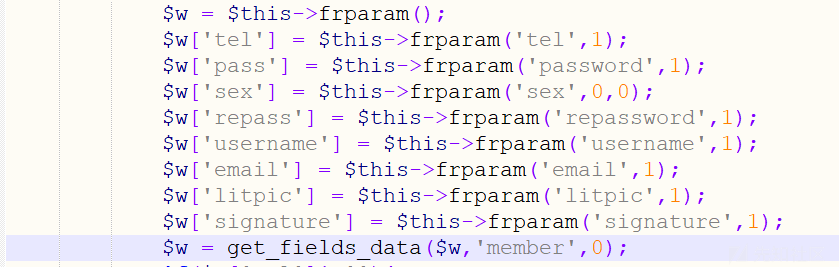 $w = $this->frparam();
$w['tel'] = $this->frparam('tel',1);
$w['pass'] = $this->frparam('password',1);
$w['sex'] = $this->frparam('sex',0,0);
$w['repass'] = $this->frparam('repassword',1);
$w['username'] = $this->frparam('username',1);
$w['email'] = $this->frparam('email',1);
$w['litpic'] = $this->frparam('litpic',1);
$w['signature'] = $this->frparam('signature',1);
$w = get_fields_data($w,'member',0);